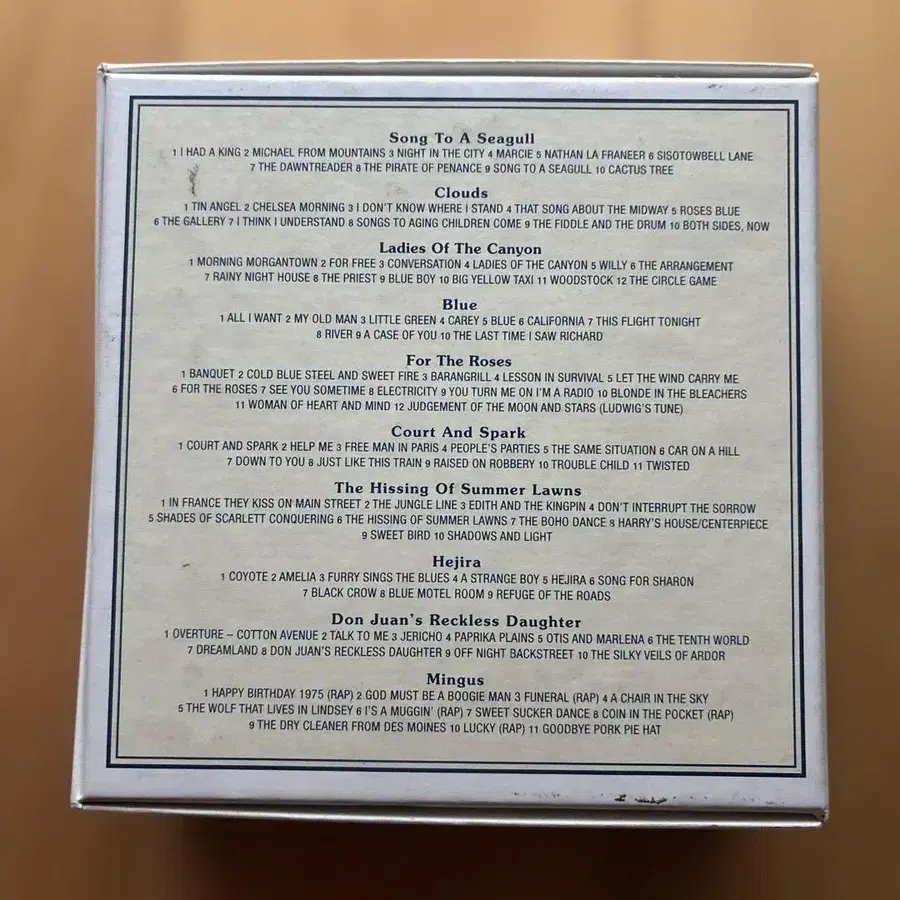 Song To A Seagull
1 I HAD A KING 2 MICHAEL FROM MOUNTAINS 3 NIGHT IN THE CITY 4 MARCIE 5 NATHAN LA FRANEER 6 SISOTOWBELL LANE
7 THE DAWNTREADER 8 THE PIRATE OF PENANCE 9 SONG TO A SEAGULL 10 CACTUS TREE
Clouds
1 TIN ANGEL 2 CHELSEA MORNING 3 I DON'T KNOW WHERE I STAND 4 THAT SONG ABOUT THE MIDWAY 5 ROSES BLUE
6 THE GALLERY 7 I THINK I UNDERSTAND 8 SONGS TO AGING CHILDREN COME 9 THE FIDDLE AND THE DRUM 10 BOTH SIDES, NOW
Ladies Of The Canyon
1 MORNING MORGANTOWN 2 FOR FREE 3 CONVERSATION 4 LADIES OF THE CANYON 5 WILLY 6 THE ARRANGEMENT
7 RAINY NIGHT HOUSE 8 THE PRIEST 9 BLUE BOY 10 BIG YELLOW TAXI 11 WOODSTOCK 12 THE CIRCLE GAME
Blue
1 ALL I WANT 2 MY OLD MAN 3 LITTLE GREEN 4 CAREY 5 BLUE 6 CALIFORNIA 7 THIS FLIGHT TONIGHT
8 RIVER 9 A CASE OF YOU 10 THE LAST TIME I SAW RICHARD
For The Roses
1 BANQUET 2 COLD BLUE STEEL AND SWEET FIRE 3 BARANGRILL 4 LESSON IN SURVIVAL 5 LET THE WIND CARRY ME
6 FOR THE ROSES 7 SEE YOU SOMETIME 8 ELECTRICITY 9 YOU TURN ME ON I'M A RADIO 10 BLONDE IN THE BLEACHERS
11 WOMAN OF HEART AND MIND 12 JUDGEMENT OF THE MOON AND STARS (LUDWIG'S TUNE)
Court And Spark
1 COURT AND SPARK 2 HELP ME 3 FREE MAN IN PARIS 4 PEOPLE'S PARTIES 5 THE SAME SITUATION 6 CAR ON A HILL
7 DOWN TO YOU 8 JUST LIKE THIS TRAIN 9 RAISED ON ROBBERY 10 TROUBLE CHILD 11 TWISTED
The Hissing Of Summer Lawns
1 IN FRANCE THEY KISS ON MAIN STREET 2 THE JUNGLE LINE 3 EDITH AND THE KINGPIN 4 DON'T INTERRUPT THE SORROW
5 SHADES OF SCARLETT CONQUERING 6 THE HISSING OF SUMMER LAWNS 7 THE BOHO DANCE 8 HARRY'S HOUSE/CENTERPIECE
9 SWEET BIRD 10 SHADOWS AND LIGHT
Hejira
1 COYOTE 2 AMELIA 3 FURRY SINGS THE BLUES 4 A STRANGE BOY 5 HEJIRA 6 SONG FOR SHARON
7 BLACK CROW 8 BLUE MOTEL ROOM 9 REFUGE OF THE ROADS
Don Juan's Reckless Daughter
1 OVERTURE – COTTON AVENUE 2 TALK TO ME 3 JERICHO 4 PAPRIKA PLAINS 5 OTIS AND MARLENA 6 THE TENTH WORLD
7 DREAMLAND 8 DON JUAN'S RECKLESS DAUGHTER 9 OFF NIGHT BACKSTREET 10 THE SILKY VEILS OF ARDOR
Mingus
1 HAPPY BIRTHDAY 1975 (RAP) 2 GOD MUST BE A BOOGIE MAN 3 FUNERAL (RAP) 4 A CHAIR IN THE SKY
5 THE WOLF THAT LIVES IN LINDSEY 6 I'S A MUGGIN' (RAP) 7 SWEET SUCKER DANCE 8 COIN IN THE POCKET (RAP)
9 THE DRY CLEANER FROM DES MOINES 10 LUCKY (RAP) 11 GOODBYE PORK PIE HAT